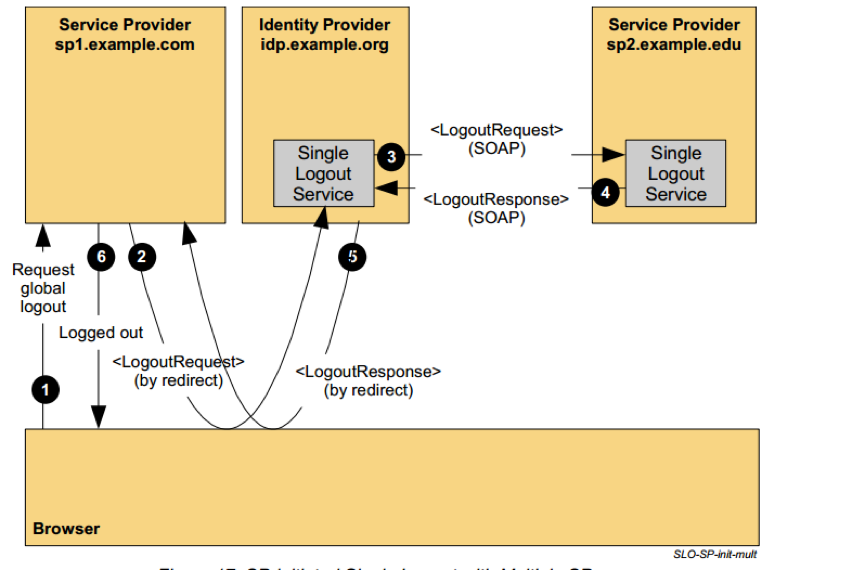 Service Provider
sp1.example.com
Identity Provider
idp.example.org
Service Provider
sp2.example.edu
Single
Logout
Service
3
<LogoutRequest>
(SOAP)
Single
Logout
Service
4
<LogoutResponse>
(SOAP)
6
2
5
Request
global
logout
Logged out
<LogoutRequest>
(by redirect)
<LogoutResponse>
(by redirect)
1
Browser
SLO-SP-init-mult